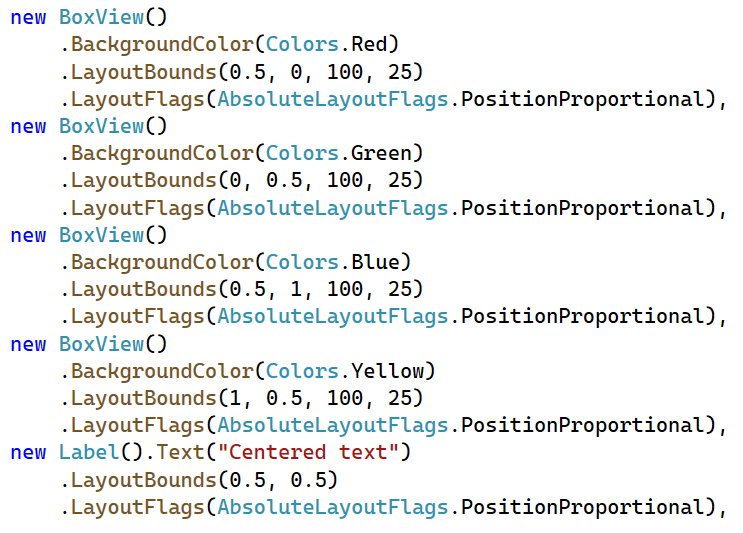 new BoxView()
    .BackgroundColor(Colors.Red)
    .LayoutBounds(0.5, 0, 100, 25)
    .LayoutFlags(AbsoluteLayoutFlags.PositionProportional),
new BoxView()
    .BackgroundColor(Colors.Green)
    .LayoutBounds(0, 0.5, 100, 25)
    .LayoutFlags(AbsoluteLayoutFlags.PositionProportional),
new BoxView()
    .BackgroundColor(Colors.Blue)
    .LayoutBounds(0.5, 1, 100, 25)
    .LayoutFlags(AbsoluteLayoutFlags.PositionProportional),
new BoxView()
    .BackgroundColor(Colors.Yellow)
    .LayoutBounds(1, 0.5, 100, 25)
    .LayoutFlags(AbsoluteLayoutFlags.PositionProportional),
new Label().Text("Centered text")
    .LayoutBounds(0.5, 0.5)
    .LayoutFlags(AbsoluteLayoutFlags.PositionProportional),